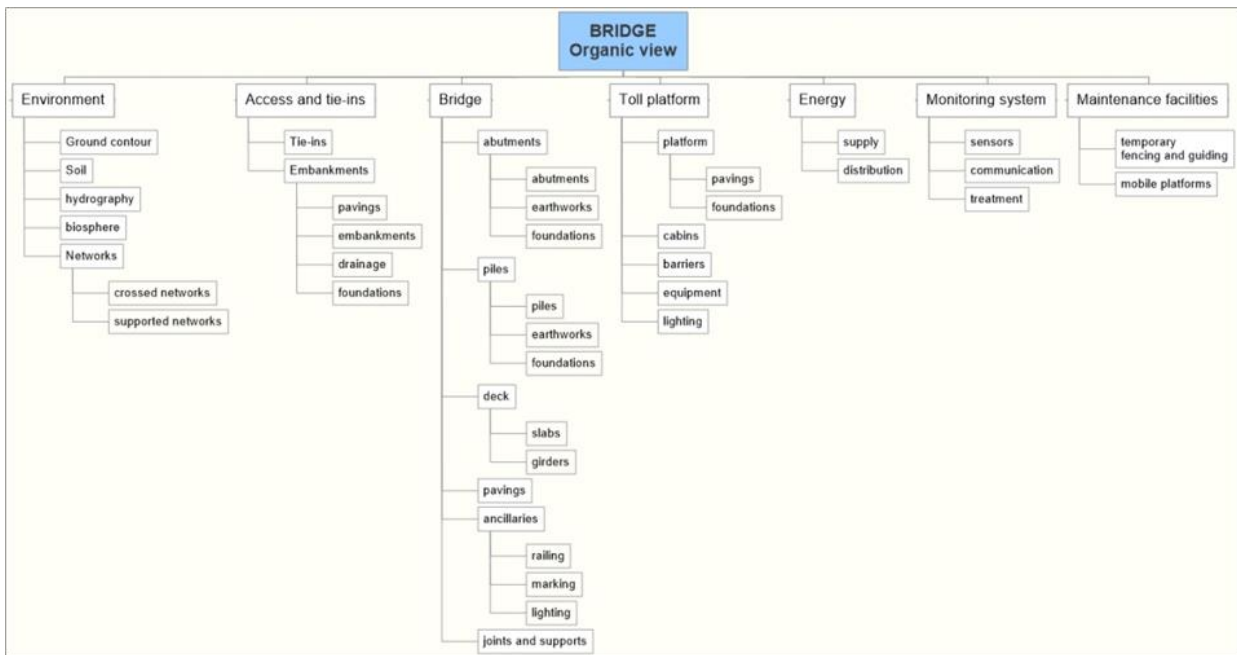 BRIDGE
Organic view
Environment
Ground contour
Soil
hydrography
biosphere
Networks
crossed networks
supported networks
Access and tie-ins
Tie-ins
Embankments
pavings
embankments
drainage
foundations
Bridge
abutments
abutments
earthworks
foundations
piles
piles
earthworks
foundations
deck
slabs
girders
pavings
ancillaries
railing
marking
lighting
joints and supports
Toll platform
platform
pavings
foundations
cabins
barriers
equipment
lighting
Energy
supply
distribution
Monitoring system
sensors
communication
treatment
Maintenance facilities
temporary
fencing and guiding
mobile platforms